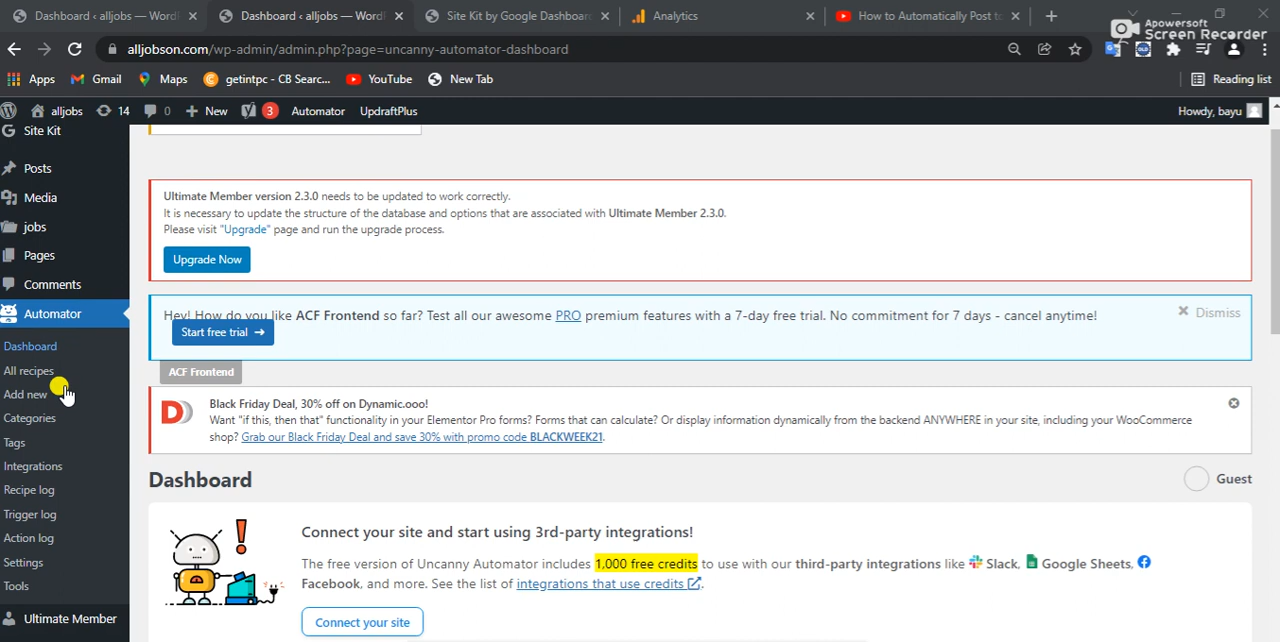 Dashboard ‹ alljobs — WordP
Dashboard ‹ alljobs — WordP
Site Kit by Google Dashboard
Analytics
How to Automatically Post to
Apowersoft
Screen Recorder
alljobson.com/wp-admin/admin.php?page=uncanny-automator-dashboard
Apps
Gmail
Maps
getintpc - CB Searc...
YouTube
New Tab
Reading list
alljobs
14
0
New
3
Automator
UpdraftPlus
Howdy, bayu
Site Kit
Posts
Media
jobs
Pages
Comments
Automator
Dashboard
All recipes
Add new
Categories
Tags
Integrations
Recipe log
Trigger log
Action log
Settings
Tools
Ultimate Member
Ultimate Member version 2.3.0 needs to be updated to work correctly.
It is necessary to update the structure of the database and options that are associated with Ultimate Member 2.3.0.
Please visit "Upgrade" page and run the upgrade process.
Upgrade Now
Hey! How do you like ACF Frontend so far? Test all our awesome PRO premium features with a 7-day free trial. No commitment for 7 days - cancel anytime!
Dismiss
Start free trial →
ACF Frontend
Black Friday Deal, 30% off on Dynamic.ooo!
Want "if this, then that" functionality in your Elementor Pro forms? Forms that can calculate? Or display information dynamically from the backend ANYWHERE in your site, including your WooCommerce
shop? Grab our Black Friday Deal and save 30% with promo code BLACKWEEK21.
Dashboard
Guest
Connect your site and start using 3rd-party integrations!
The free version of Uncanny Automator includes 1,000 free credits to use with our third-party integrations like Slack, Google Sheets,
Facebook, and more. See the list of integrations that use credits.
Connect your site